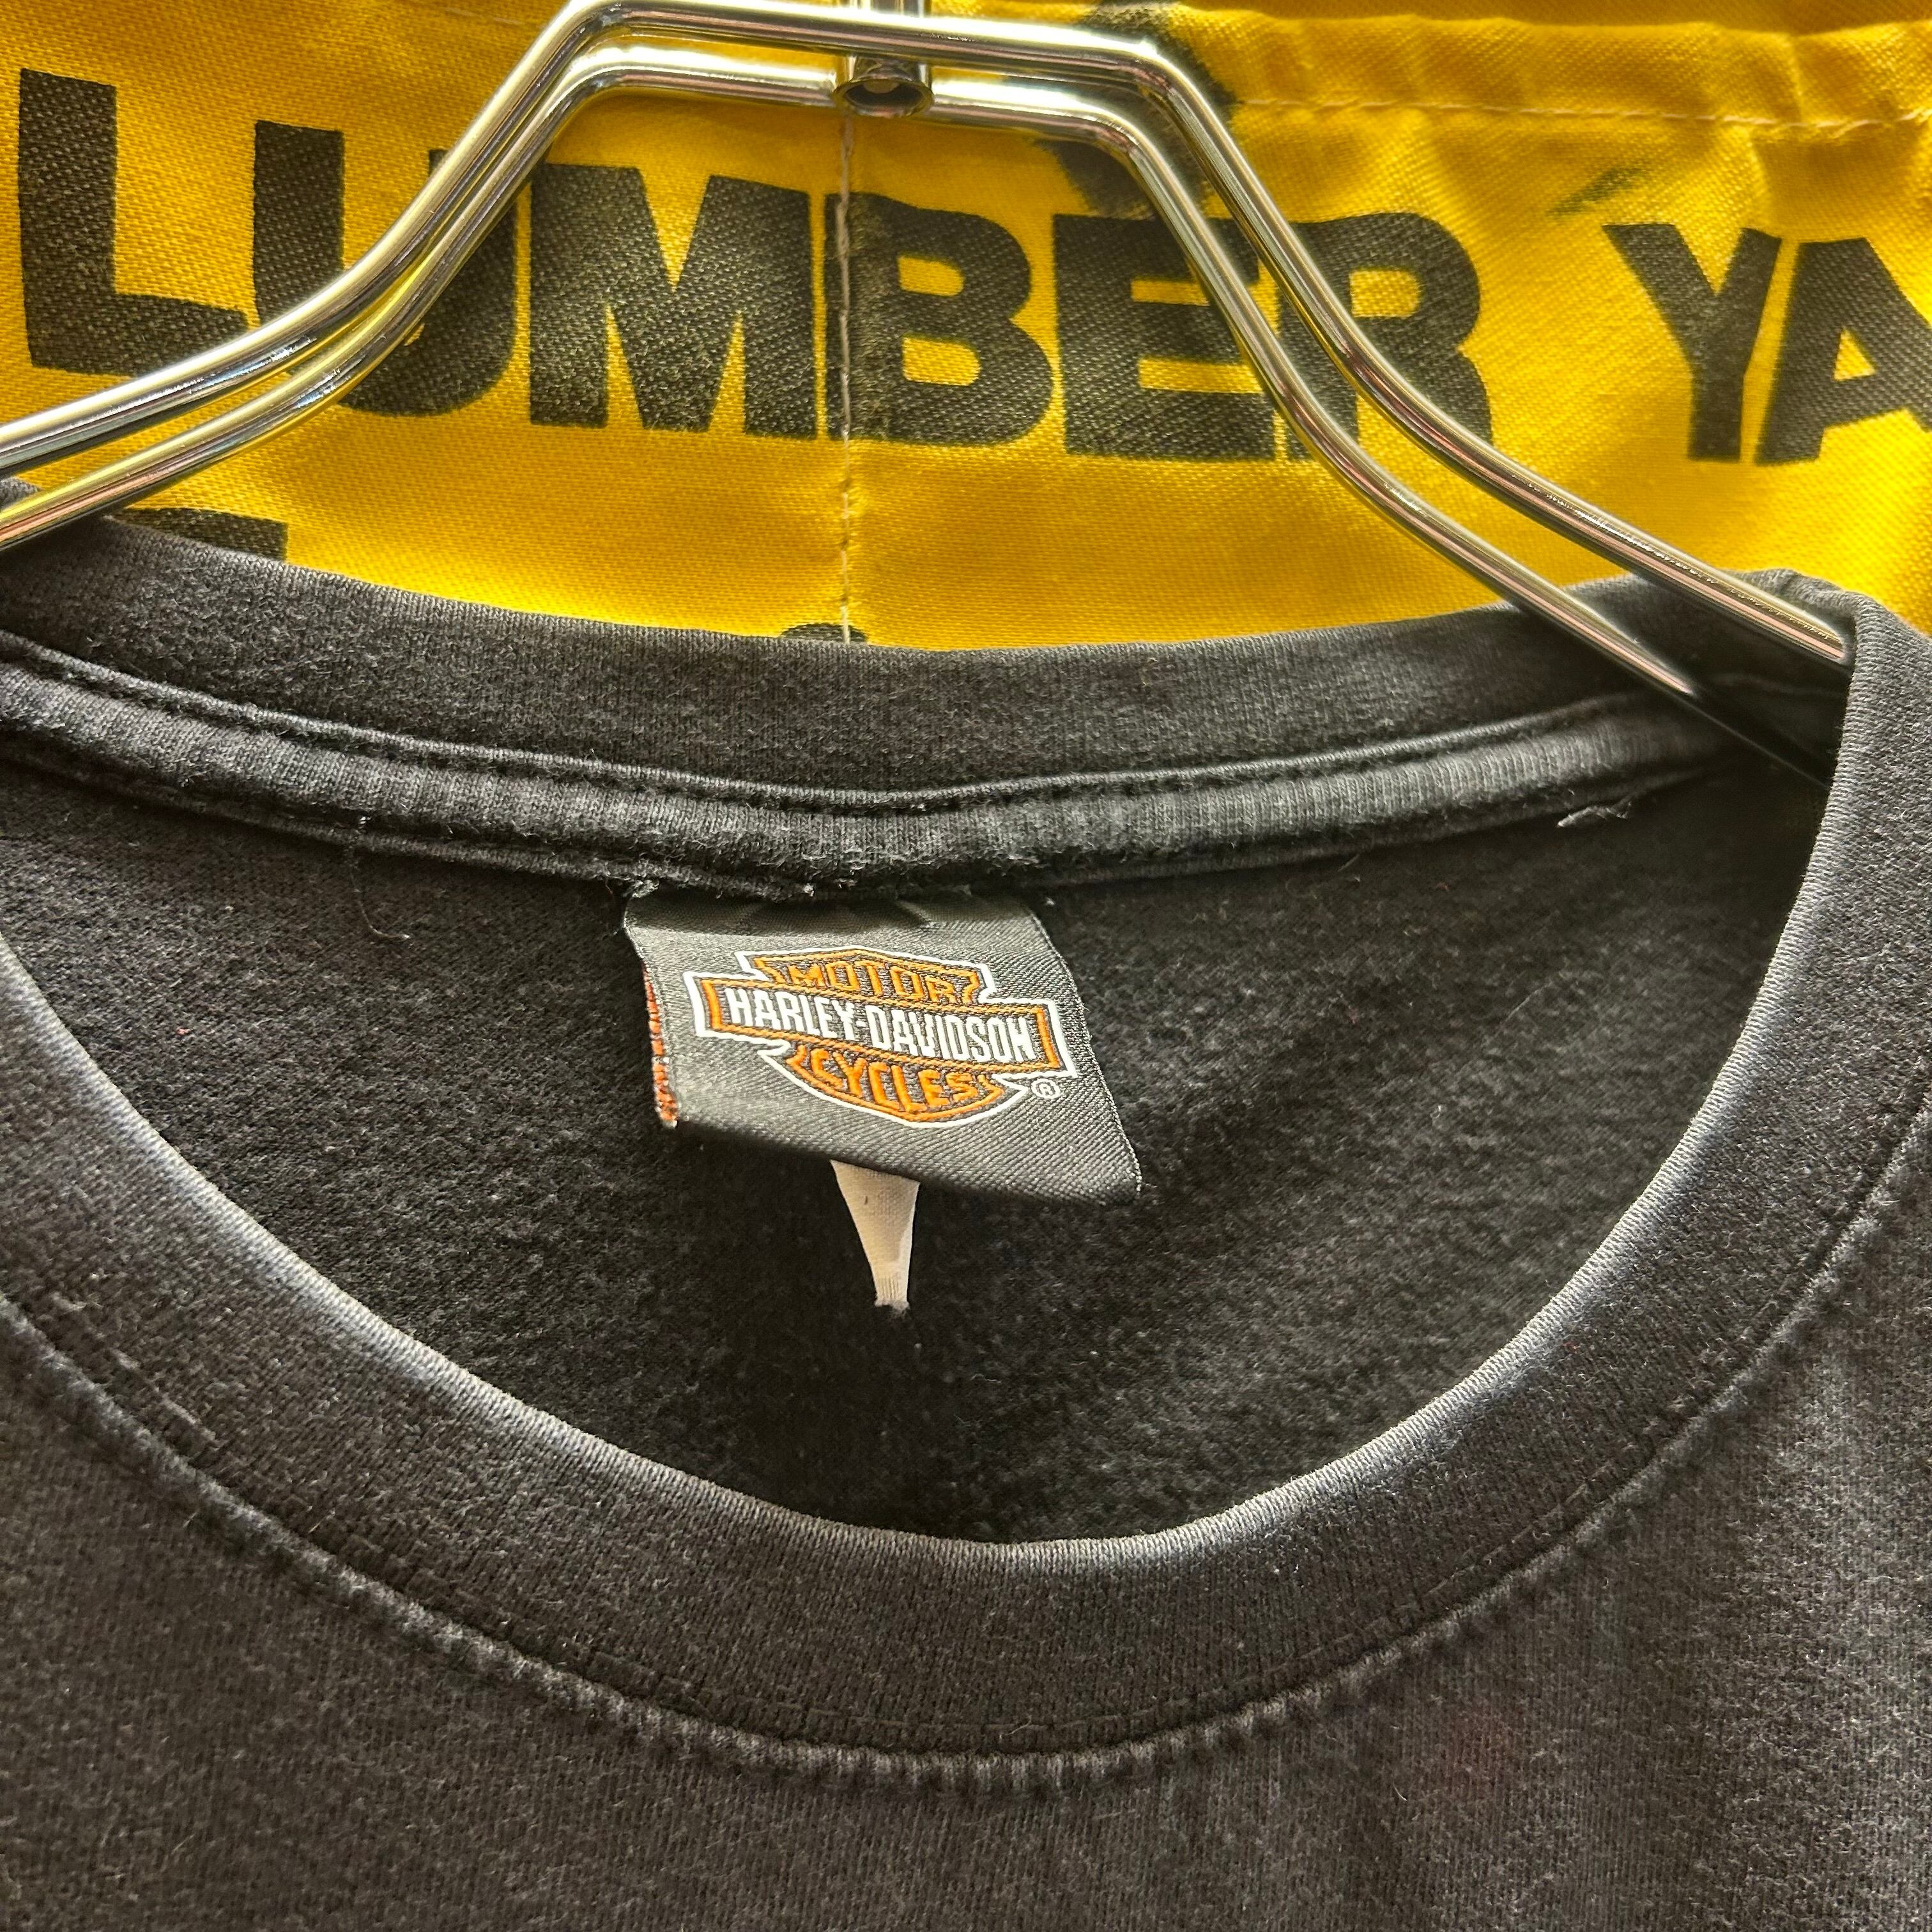 LUMBER YA
MOTOR
HARLEY-DAVIDSON
CYCLES
®